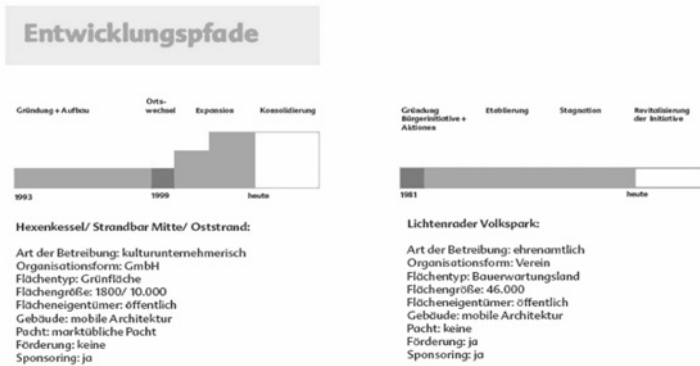 Entwicklungspfade
Gründung + Aufbau
Orts-
wechsel
Expansion
Konsolidierung
1993
1999
heute
Hexenkessel/ Strandbar Mitte/ Oststrand:
Art der Betreibung: kulturunternehmerisch
Organisationsform: GmbH
Flächentyp: Grünfläche
Flächengröße: 1800/ 10.000
Flächeneigentümer: öffentlich
Gebäude: mobile Architektur
Pacht: marktübliche Pacht
Förderung: keine
Sponsoring: ja
Gründung
Bürgerinitiative +
Aktionen
Etablierung
Stagnation
Revitalisierung
der Initiative
1981
heute
Lichtenrader Volkspark:
Art der Betreibung: ehrenamtlich
Organisationsform: Verein
Flächentyp: Bauerwartungsland
Flächengröße: 46.000
Flächeneigentümer: öffentlich
Gebäude: mobile Architektur
Pacht: keine
Förderung: ja
Sponsoring: ja